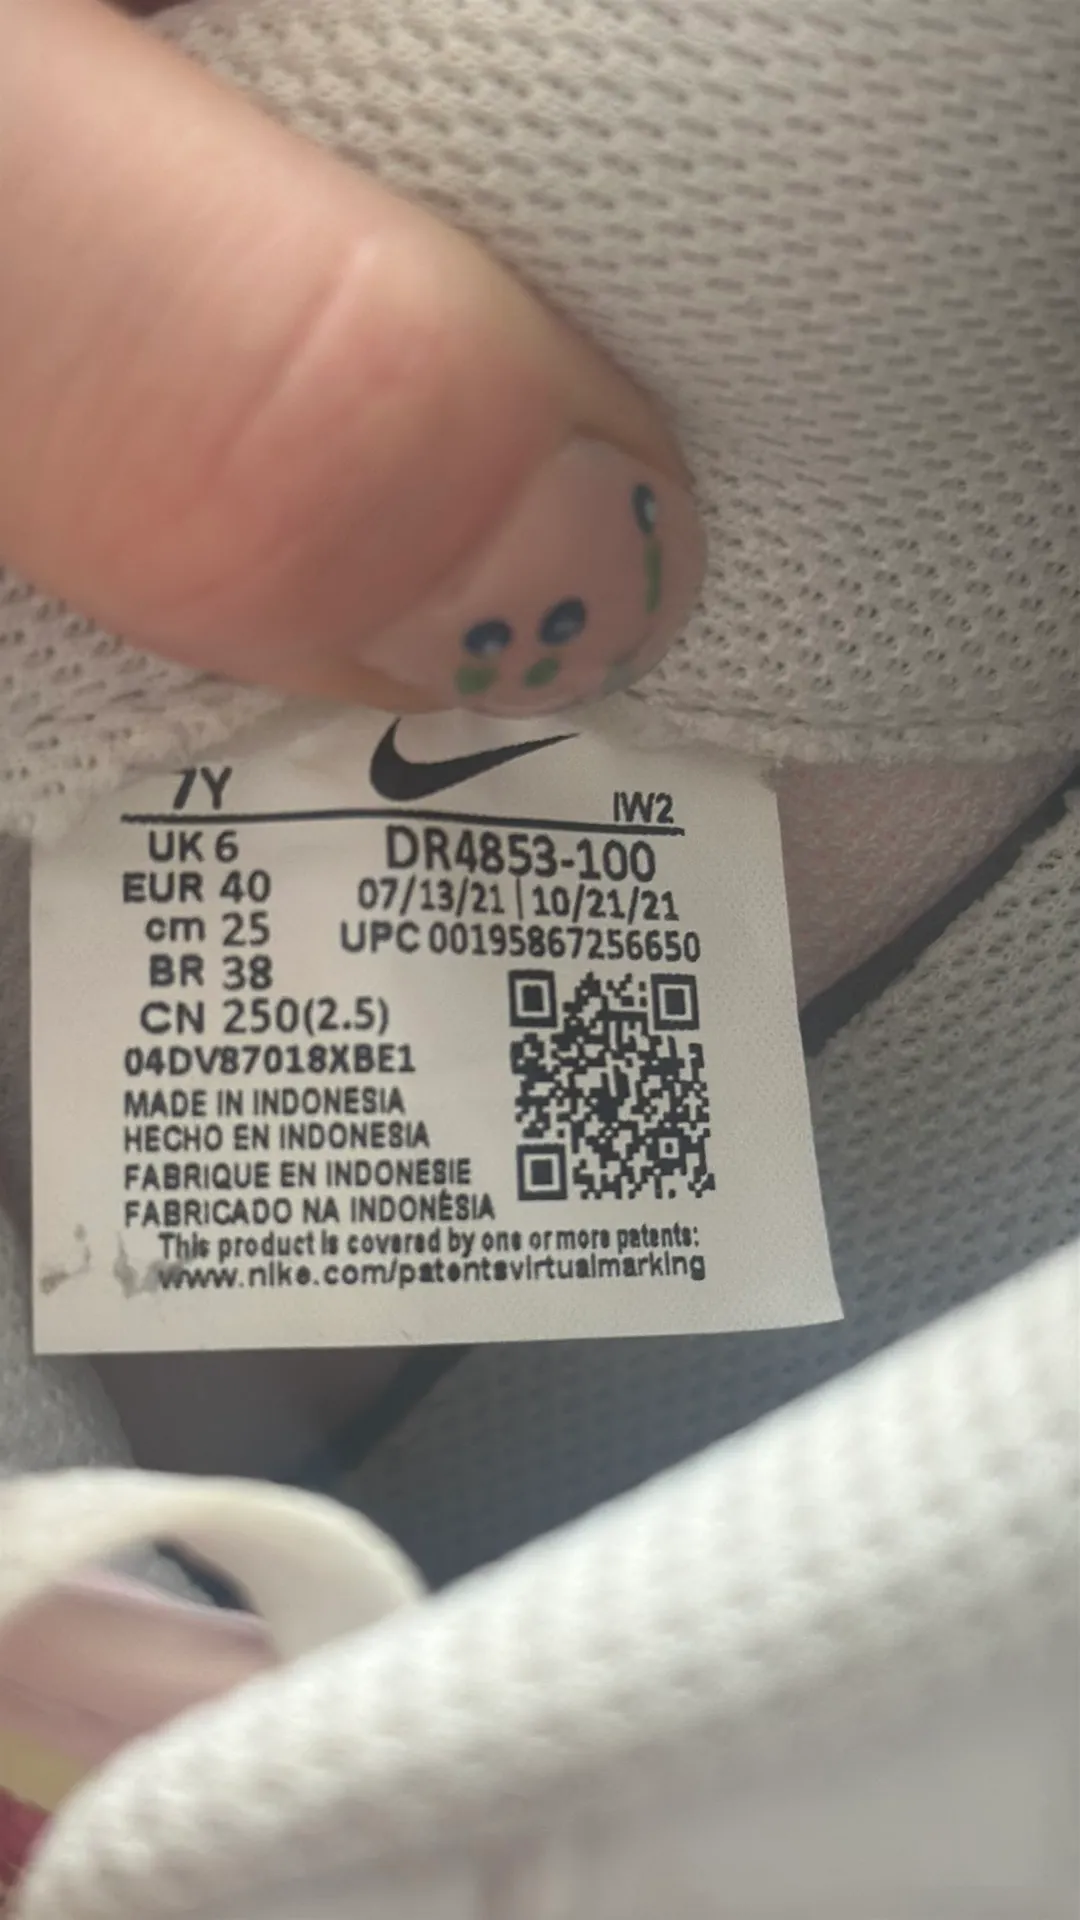 7Y
IW2
UK 6
EUR 40
cm 25
BR 38
CN 250(2.5)
DR4853-100
07/13/21 | 10/21/21
UPC 00195867256650
04DV87018XBE1
MADE IN INDONESIA
HECHO EN INDONESIA
FABRIQUE EN INDONESIE
FABRICADO NA INDONÉSIA
This product is covered by one or more patents:
www.nike.com/patentsvirtualmarking